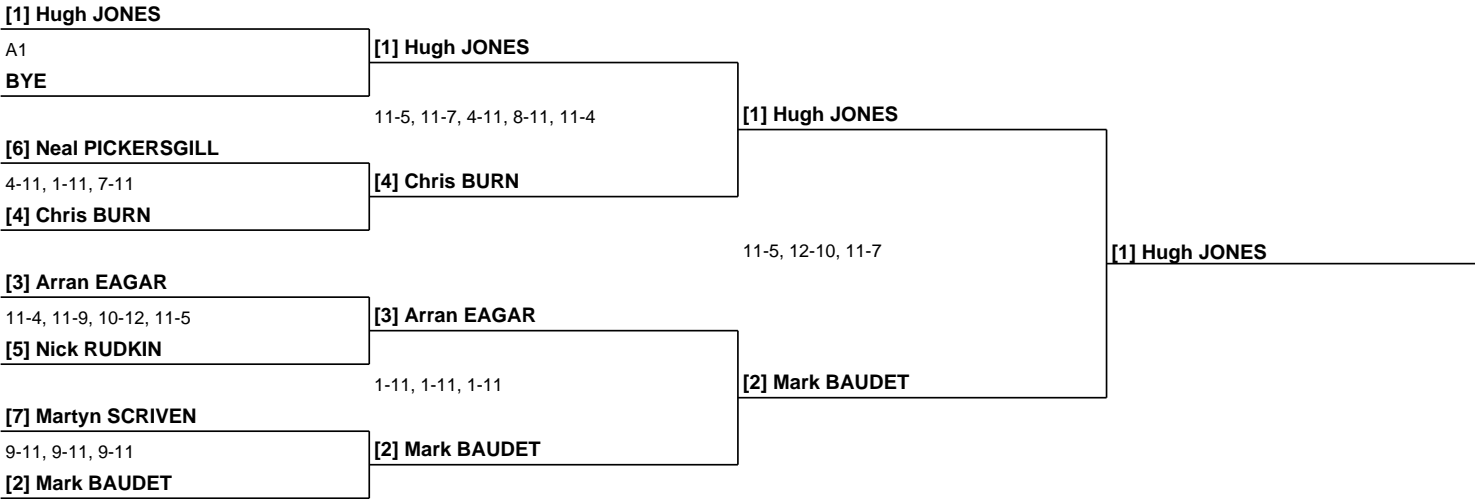 [1] Hugh JONES
A1
BYE
[6] Neal PICKERSGILL
4-11, 1-11, 7-11
[4] Chris BURN
[3] Arran EAGAR
11-4, 11-9, 10-12, 11-5
[5] Nick RUDKIN
[7] Martyn SCRIVEN
9-11, 9-11, 9-11
[2] Mark BAUDET
[1] Hugh JONES
11-5, 11-7, 4-11, 8-11, 11-4
[4] Chris BURN
[3] Arran EAGAR
1-11, 1-11, 1-11
[2] Mark BAUDET
[1] Hugh JONES
11-5, 12-10, 11-7
[2] Mark BAUDET
[1] Hugh JONES